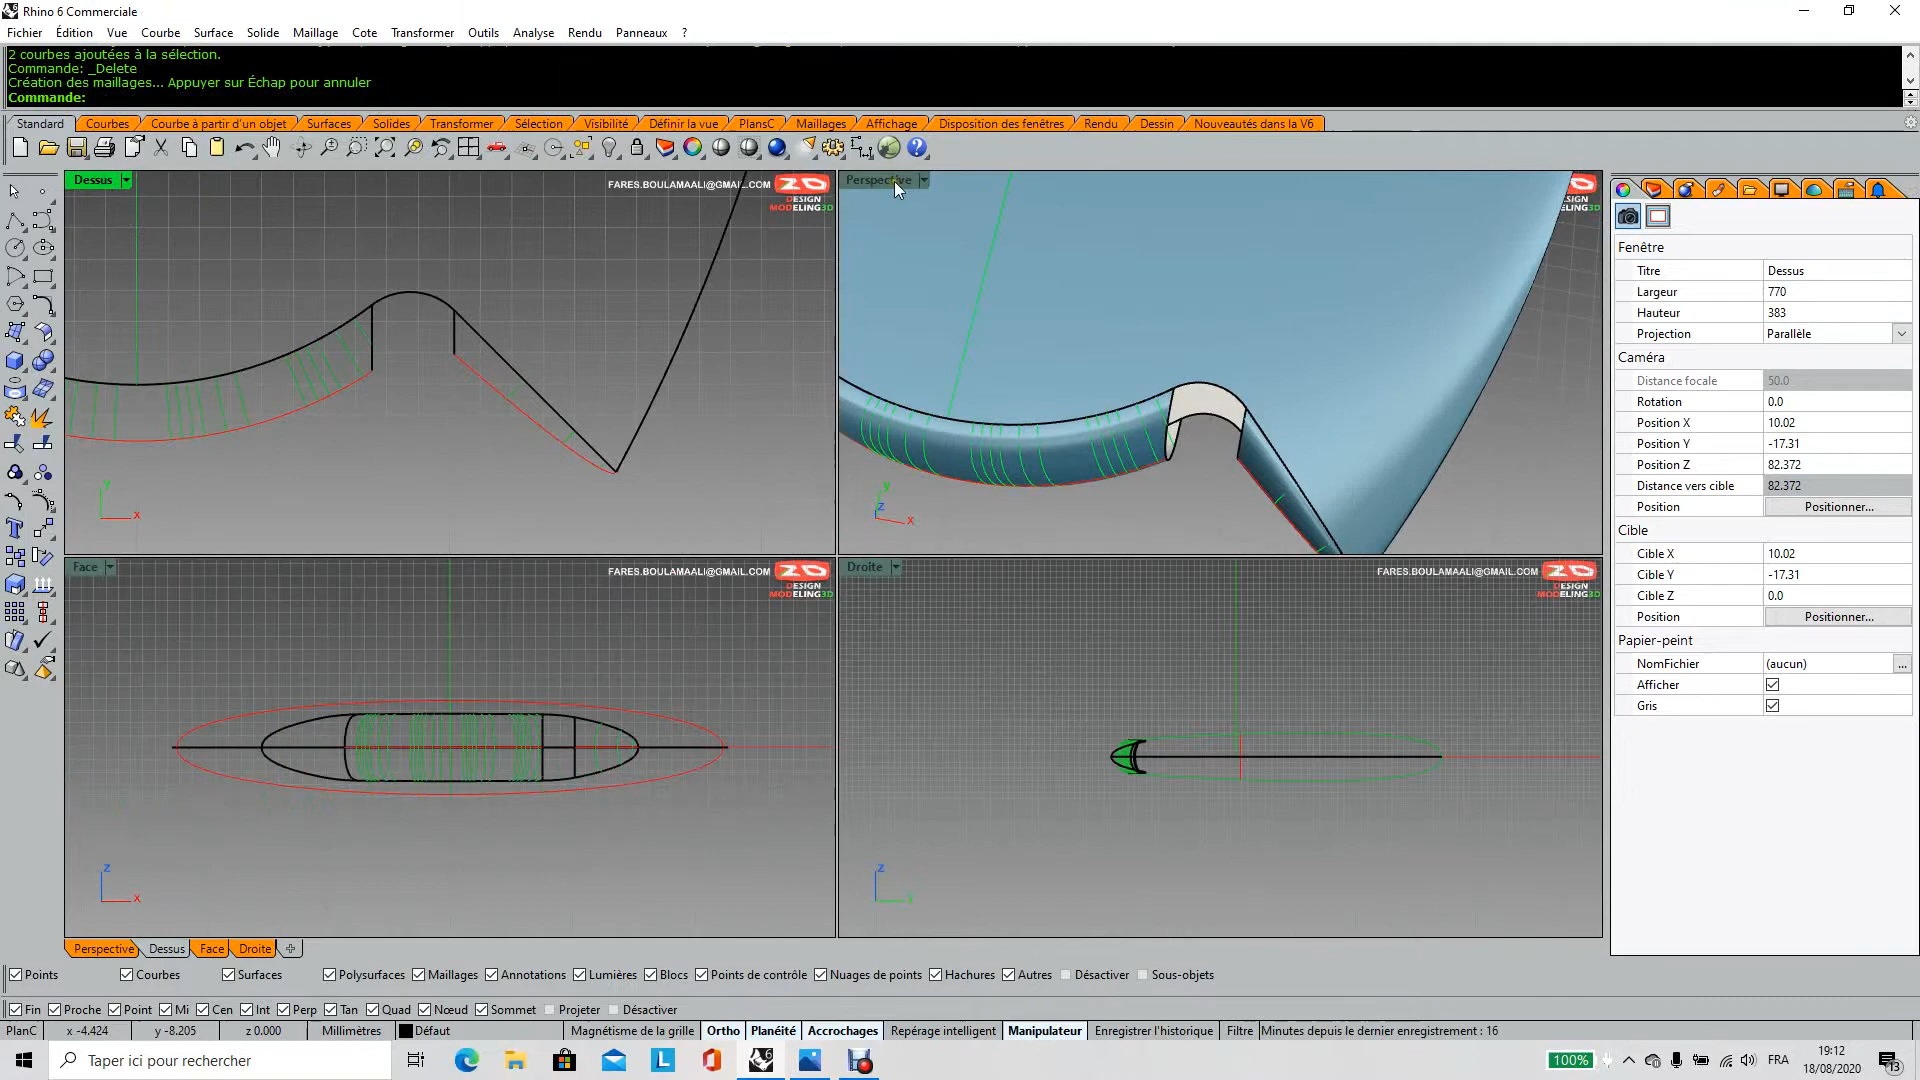 Rhino 6 Commerciale
Fichier Édition Vue Courbe Surface Solide Maillage Cote Transformer Outils Analyse Rendu Panneaux ?
2 courbes ajoutées à la sélection.
Commande: _Delete
Création des maillages... Appuyer sur Échap pour annuler
Commande:
Standard Courbes Courbe à partir d'un objet Surfaces Solides Transformer Sélection Visibilité Définir la vue PlansC Maillages Affichage Disposition des fenêtres Rendu Dessin Nouveautés dans la V6
Dessus
FARES.BOULAMAALI@GMAIL.COM
DESIGN
MODELING3D
y
x
Perspective
SIGN
ELING3D
y
z
x
Face
FARES.BOULAMAALI@GMAIL.COM
DESIGN
MODELING3D
z
x
Droite
FARES.BOULAMAALI@GMAIL.COM
DESIGN
MODELING3D
z
y
Fenêtre
Titre Dessus
Largeur 770
Hauteur 383
Projection Parallèle
Caméra
Distance focale 50.0
Rotation 0.0
Position X 10.02
Position Y -17.31
Position Z 82.372
Distance vers cible 82.372
Position Positionner...
Cible
Cible X 10.02
Cible Y -17.31
Cible Z 0.0
Position Positionner...
Papier-peint
NomFichier (aucun) ...
Afficher
Gris
Perspective Dessus Face Droite
Points Courbes Surfaces Polysurfaces Maillages Annotations Lumières Blocs Points de contrôle Nuages de points Hachures Autres Désactiver Sous-objets
Fin Proche Point Mi Cen Int Perp Tan Quad Nœud Sommet Projeter Désactiver
PlanC x -4.424 y -8.205 z 0.000 Millimètres Défaut Magnétisme de la grille Ortho Planéité Accrochages Repérage intelligent Manipulateur Enregistrer l'historique Filtre Minutes depuis le dernier enregistrement : 16
Taper ici pour rechercher
100%
FRA
19:12
18/08/2020
13